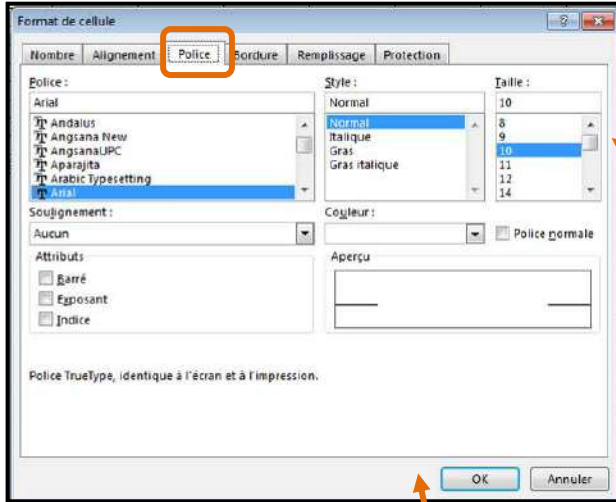 Format de cellule
Nombre Alignement Police Bordure Remplissage Protection
Police : Style : Taille :
Arial Normal 10
Andalus Normal 8
Angsana New Italique 9
AngsanaUPC Gras 10
Aparajita Gras italique 11
Arabic Typesetting 12
Arial 14
Soulignement : Couleur :
Aucun Police normale
Attributs Aperçu
Barré
Exposant
Indice
Police TrueType, identique à l'écran et à l'impression.
OK Annuler